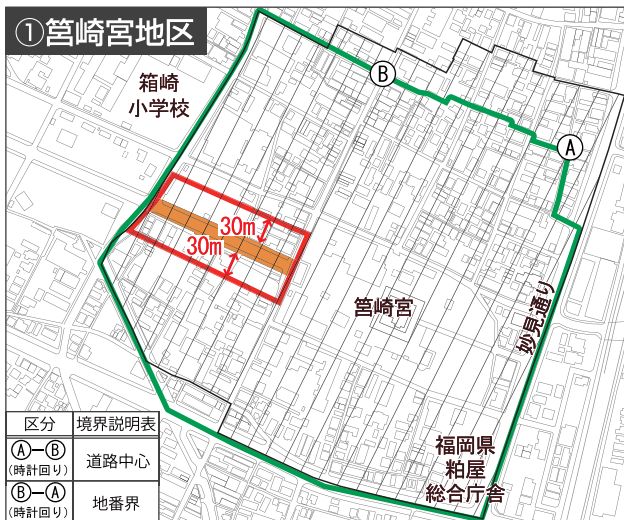 ①筥崎宮地区
箱崎
小学校
Ⓑ
Ⓐ
30m
30m
筥崎宮
妙見通り
福岡県
粕屋
総合庁舎
区分 境界説明表
Ⓐ-Ⓑ
(時計回り) 道路中心
Ⓑ-Ⓐ
(時計回り) 地番界